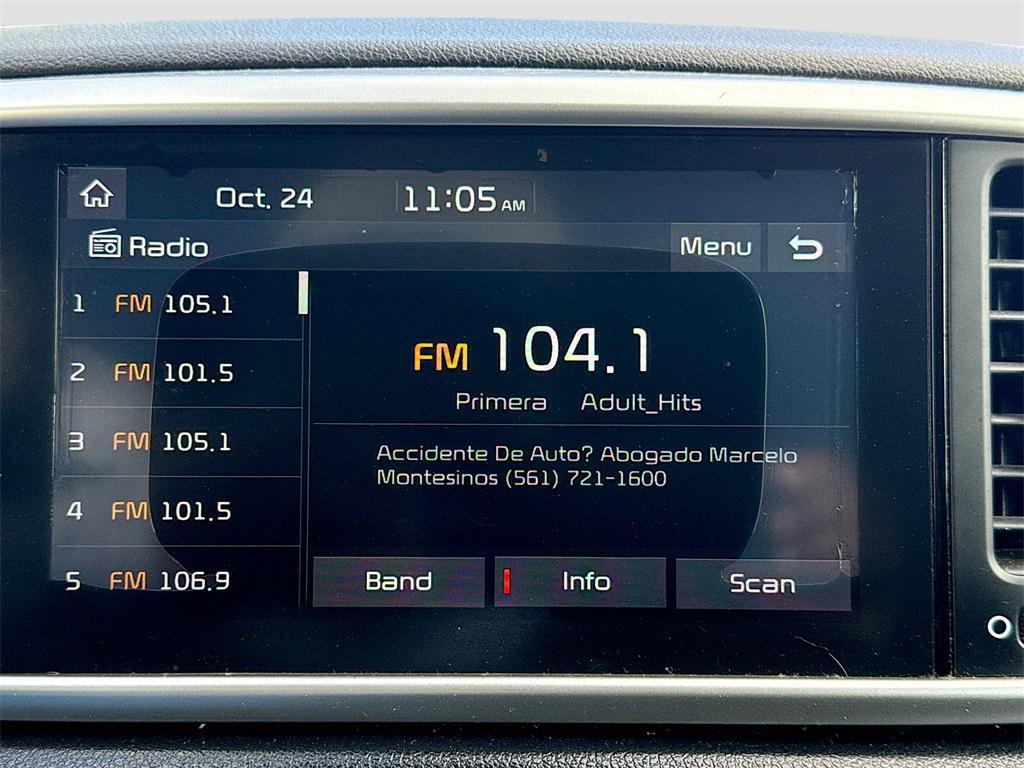 Oct. 24 11:05 AM
Radio Menu
1 FM 105.1
2 FM 101.5
3 FM 105.1
4 FM 101.5
5 FM 106.9
FM 104.1
Primera Adult_Hits
Accidente De Auto? Abogado Marcelo
Montesinos (561) 721-1600
Band Info Scan